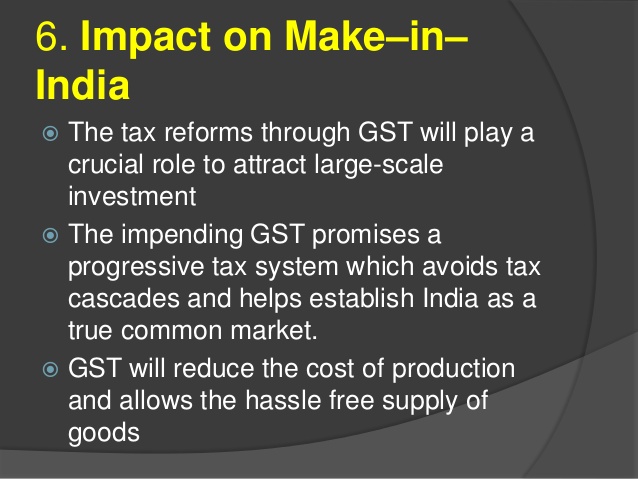 6. Impact on Make–in–
India
The tax reforms through GST will play a
crucial role to attract large-scale
investment
The impending GST promises a
progressive tax system which avoids tax
cascades and helps establish India as a
true common market.
GST will reduce the cost of production
and allows the hassle free supply of
goods